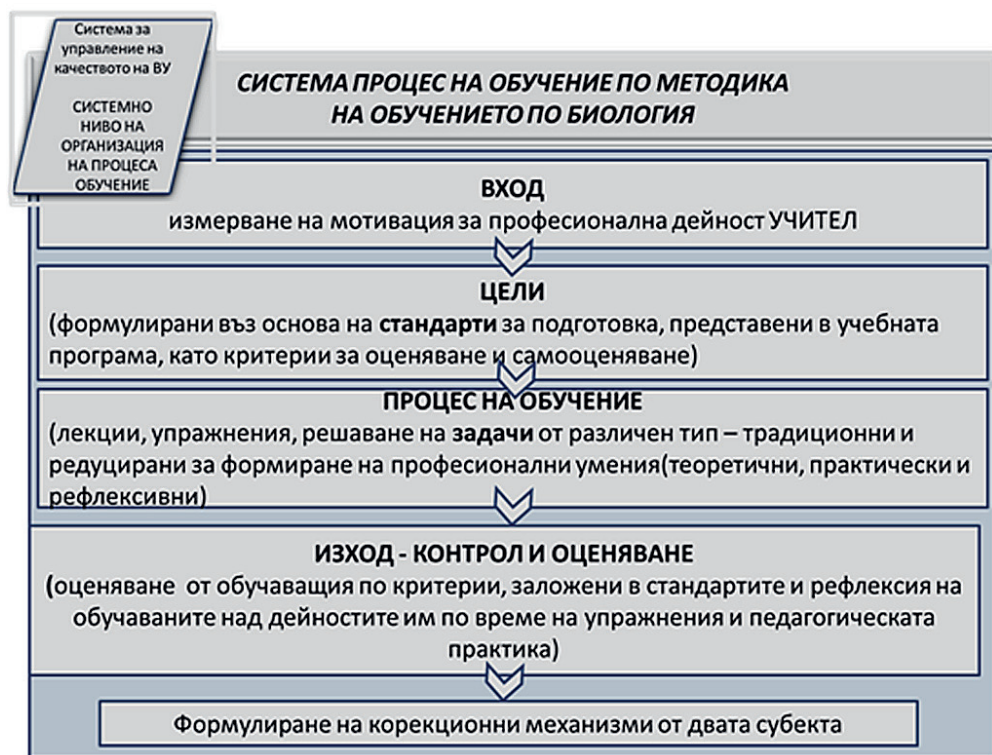 Система за
управление на
качеството на ВУ
СИСТЕМНО
НИВО НА
ОРГАНИЗАЦИЯ
НА ПРОЦЕСА
ОБУЧЕНИЕ
СИСТЕМА ПРОЦЕС НА ОБУЧЕНИЕ ПО МЕТОДИКА
НА ОБУЧЕНИЕТО ПО БИОЛОГИЯ
ВХОД
измерване на мотивация за професионална дейност УЧИТЕЛ
ЦЕЛИ
(формулирани въз основа на стандарти за подготовка, представени в учебната
програма, като критерии за оценяване и самооценяване)
ПРОЦЕС НА ОБУЧЕНИЕ
(лекции, упражнения, решаване на задачи от различен тип – традиционни и
редуцирани за формиране на професионални умения(теоретични, практически и
рефлексивни)
ИЗХОД - КОНТРОЛ И ОЦЕНЯВАНЕ
(оценяване от обучаващия по критерии, заложени в стандартите и рефлексия на
обучаваните над дейностите им по време на упражнения и педагогическата
практика)
Формулиране на корекционни механизми от двата субекта